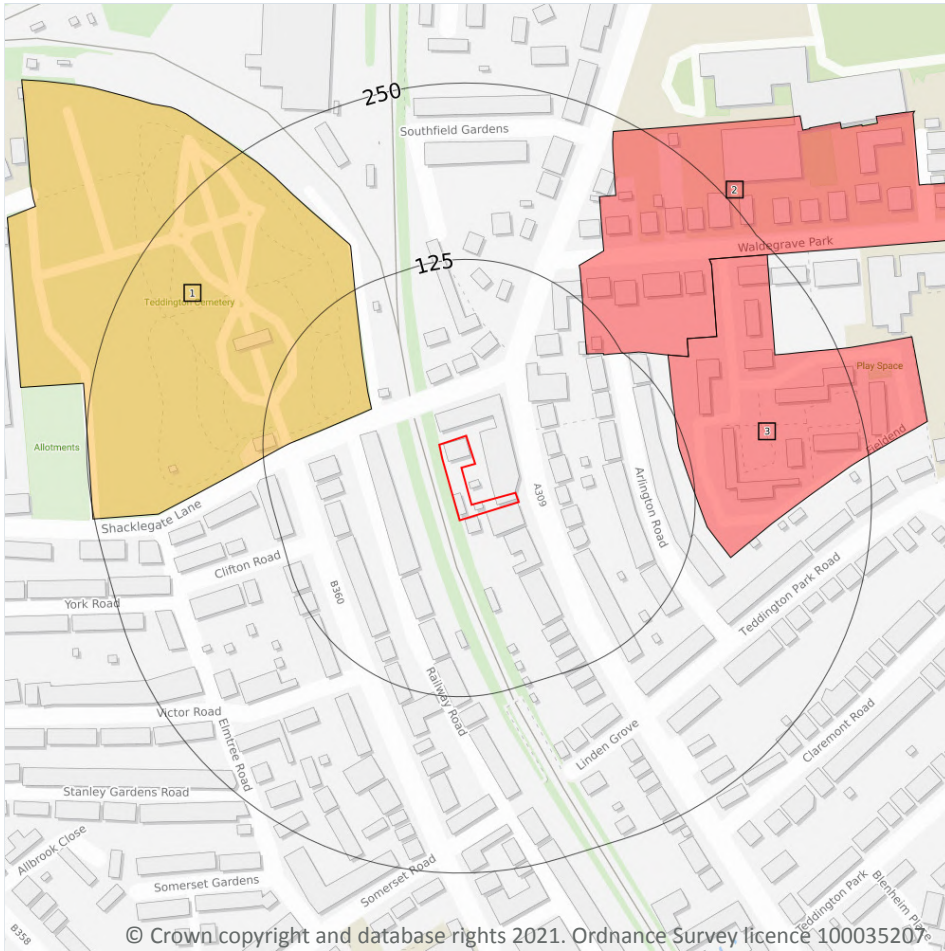 250
Southfield Gardens
2
Waldegrave Park
125
1
Teddington Cemetery
Play Space
3
Fieldend
Allotments
Arlington Road
A309
Shacklegate Lane
Clifton Road
York Road
B360
Teddington Park Road
Railway Road
Victor Road
Elmtree Road
Linden Grove
Claremont Road
Stanley Gardens Road
Allbrook Close
Somerset Gardens
Somerset Road
Teddington Park
Blenheim Place
B358
© Crown copyright and database rights 2021. Ordnance Survey licence 100035207.